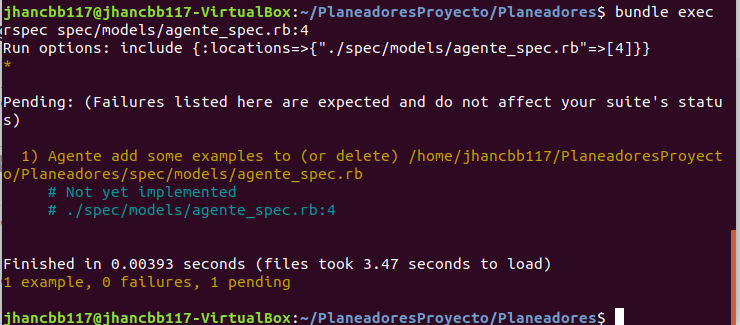 jhancbb117@jhancbb117-VirtualBox:~/PlaneadoresProyecto/Planeadores$ bundle exec
rspec spec/models/agente_spec.rb:4
Run options: include {:locations=>{"./spec/models/agente_spec.rb"=>[4]}}
*
Pending: (Failures listed here are expected and do not affect your suite's statu
s)
1) Agente add some examples to (or delete) /home/jhancbb117/PlaneadoresProyect
o/Planeadores/spec/models/agente_spec.rb
# Not yet implemented
# ./spec/models/agente_spec.rb:4
Finished in 0.00393 seconds (files took 3.47 seconds to load)
1 example, 0 failures, 1 pending
jhancbb117@jhancbb117-VirtualBox:~/PlaneadoresProyecto/Planeadores$